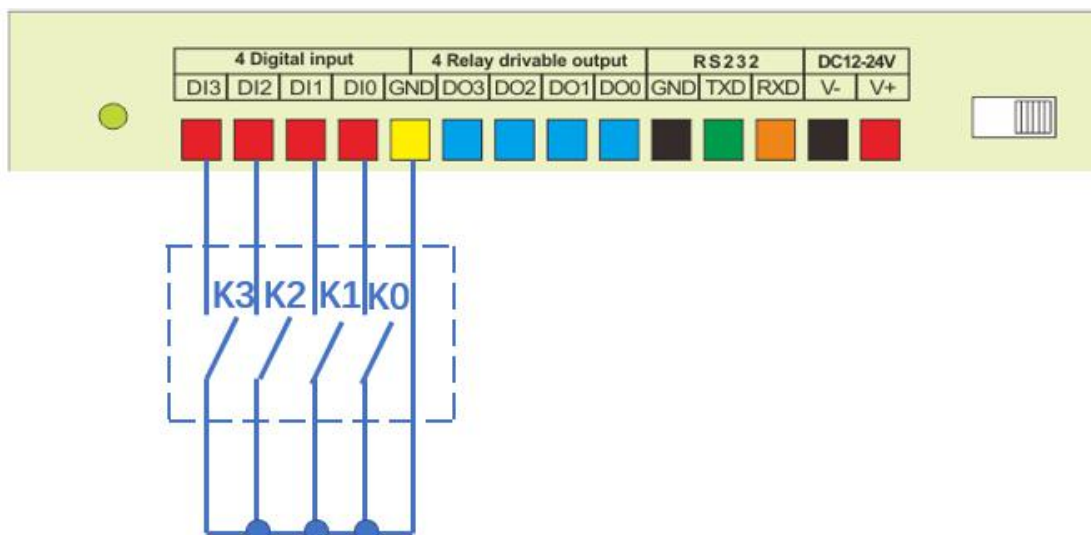 4 Digital input 4 Relay drivable output RS232 DC12-24V
DI3 DI2 DI1 DI0 GND DO3 DO2 DO1 DO0 GND TXD RXD V- V+
K3 K2 K1 K0